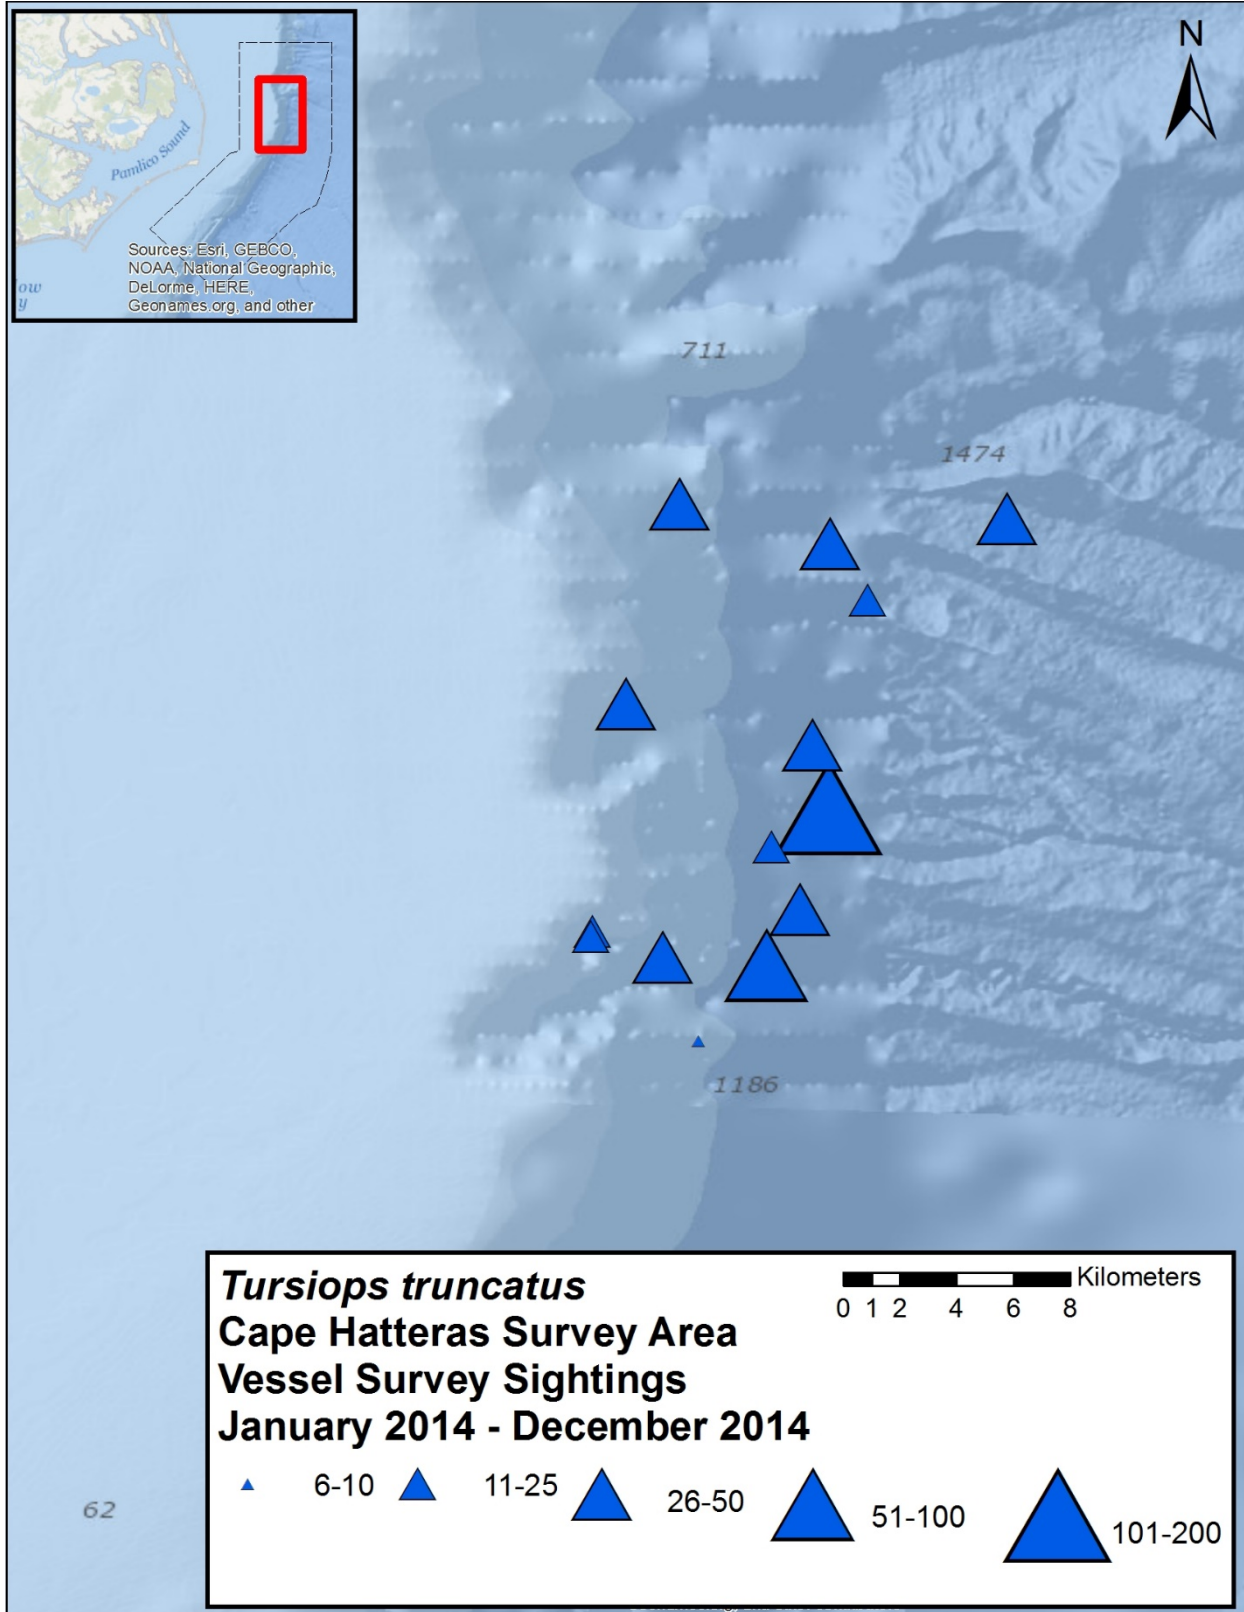 Pamlico Sound
Sources: Esri, GEBCO,
NOAA, National Geographic,
DeLorme, HERE,
Geonames.org, and other
ow
y
N
711
1474
1186
62
Tursiops truncatus
Cape Hatteras Survey Area
Vessel Survey Sightings
January 2014 - December 2014
Kilometers
0 1 2 4 6 8
6-10 11-25 26-50 51-100 101-200